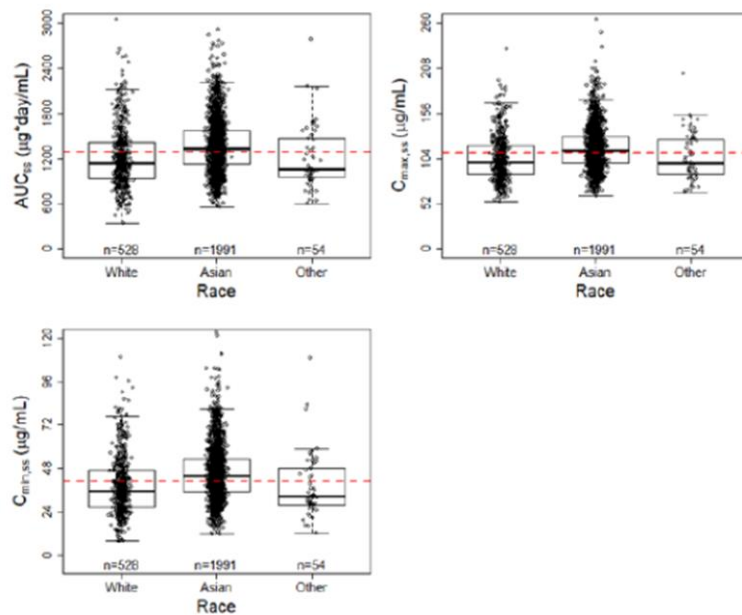 AUCss (µg*day/mL)
3000
2400
1800
1200
600
0
n=528 n=1991 n=54
White Asian Other
Race
Cmax,ss (µg/mL)
260
208
156
104
52
0
n=528 n=1991 n=54
White Asian Other
Race
Cmin,ss (µg/mL)
120
96
72
48
24
0
n=528 n=1991 n=54
White Asian Other
Race